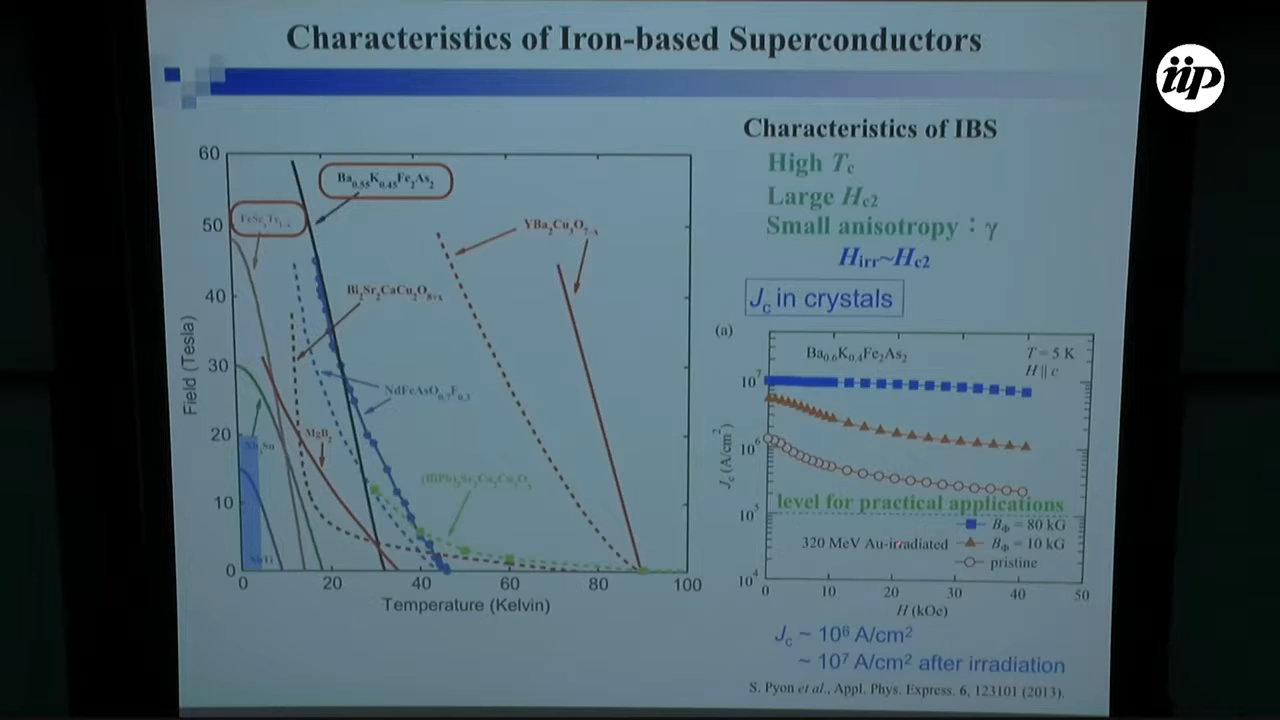 Characteristics of Iron-based Superconductors
iip
Characteristics of IBS
High Tc
Large Hc2
Small anisotropy : γ
Hirr~Hc2
Jc in crystals
60
50
40
30
20
10
0
Field (Tesla)
0 20 40 60 80 100
Temperature (Kelvin)
Ba0.55K0.45Fe2As2
YBa2Cu3O7-x
Bi2Sr2CaCu2O8+x
NdFeAsO0.7F0.3
MgB2
Nb3Sn
NbTi
(BiPb)2Sr2Ca2Cu3Ox
(a)
Ba0.6K0.4Fe2As2
T = 5 K
H || c
10^7
10^6
10^5
10^4
Jc (A/cm2)
level for practical applications
BΦ = 80 kG
320 MeV Au-irradiated
BΦ = 10 kG
pristine
0 10 20 30 40 50
H (kOe)
Jc ~ 10^6 A/cm2
~ 10^7 A/cm2 after irradiation
S. Pyon et al., Appl. Phys. Express. 6, 123101 (2013).